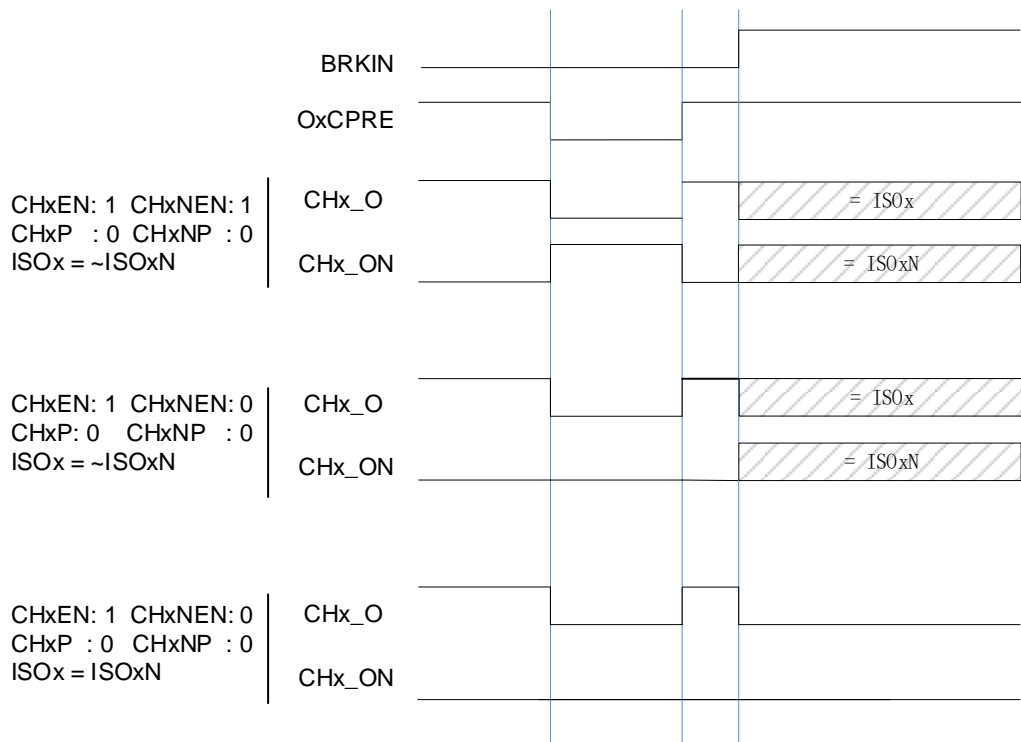 BRKIN
OxCPRE
CHxEN: 1 CHxNEN: 1
CHxP : 0 CHxNP : 0
ISOx = ~ISOxN
CHx_O
= ISOx
CHx_ON
= ISOxN
CHxEN: 1 CHxNEN: 0
CHxP: 0 CHxNP : 0
ISOx = ~ISOxN
CHx_O
= ISOx
CHx_ON
= ISOxN
CHxEN: 1 CHxNEN: 0
CHxP : 0 CHxNP : 0
ISOx = ISOxN
CHx_O
CHx_ON